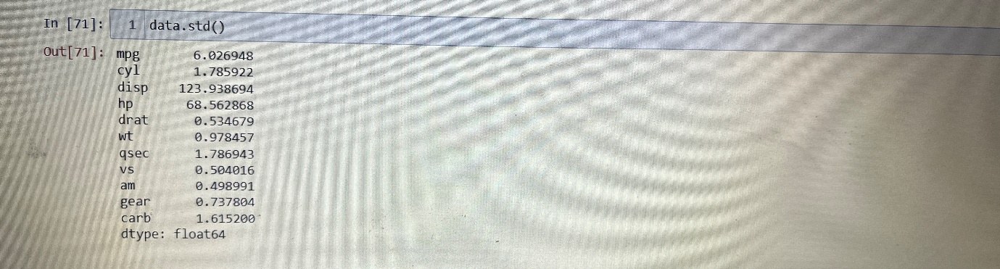 In [71]: 1 data.std()
Out[71]: mpg 6.026948
cyl 1.785922
disp 123.938694
hp 68.562868
drat 0.534679
wt 0.978457
qsec 1.786943
vs 0.504016
am 0.498991
gear 0.737804
carb 1.615200
dtype: float64